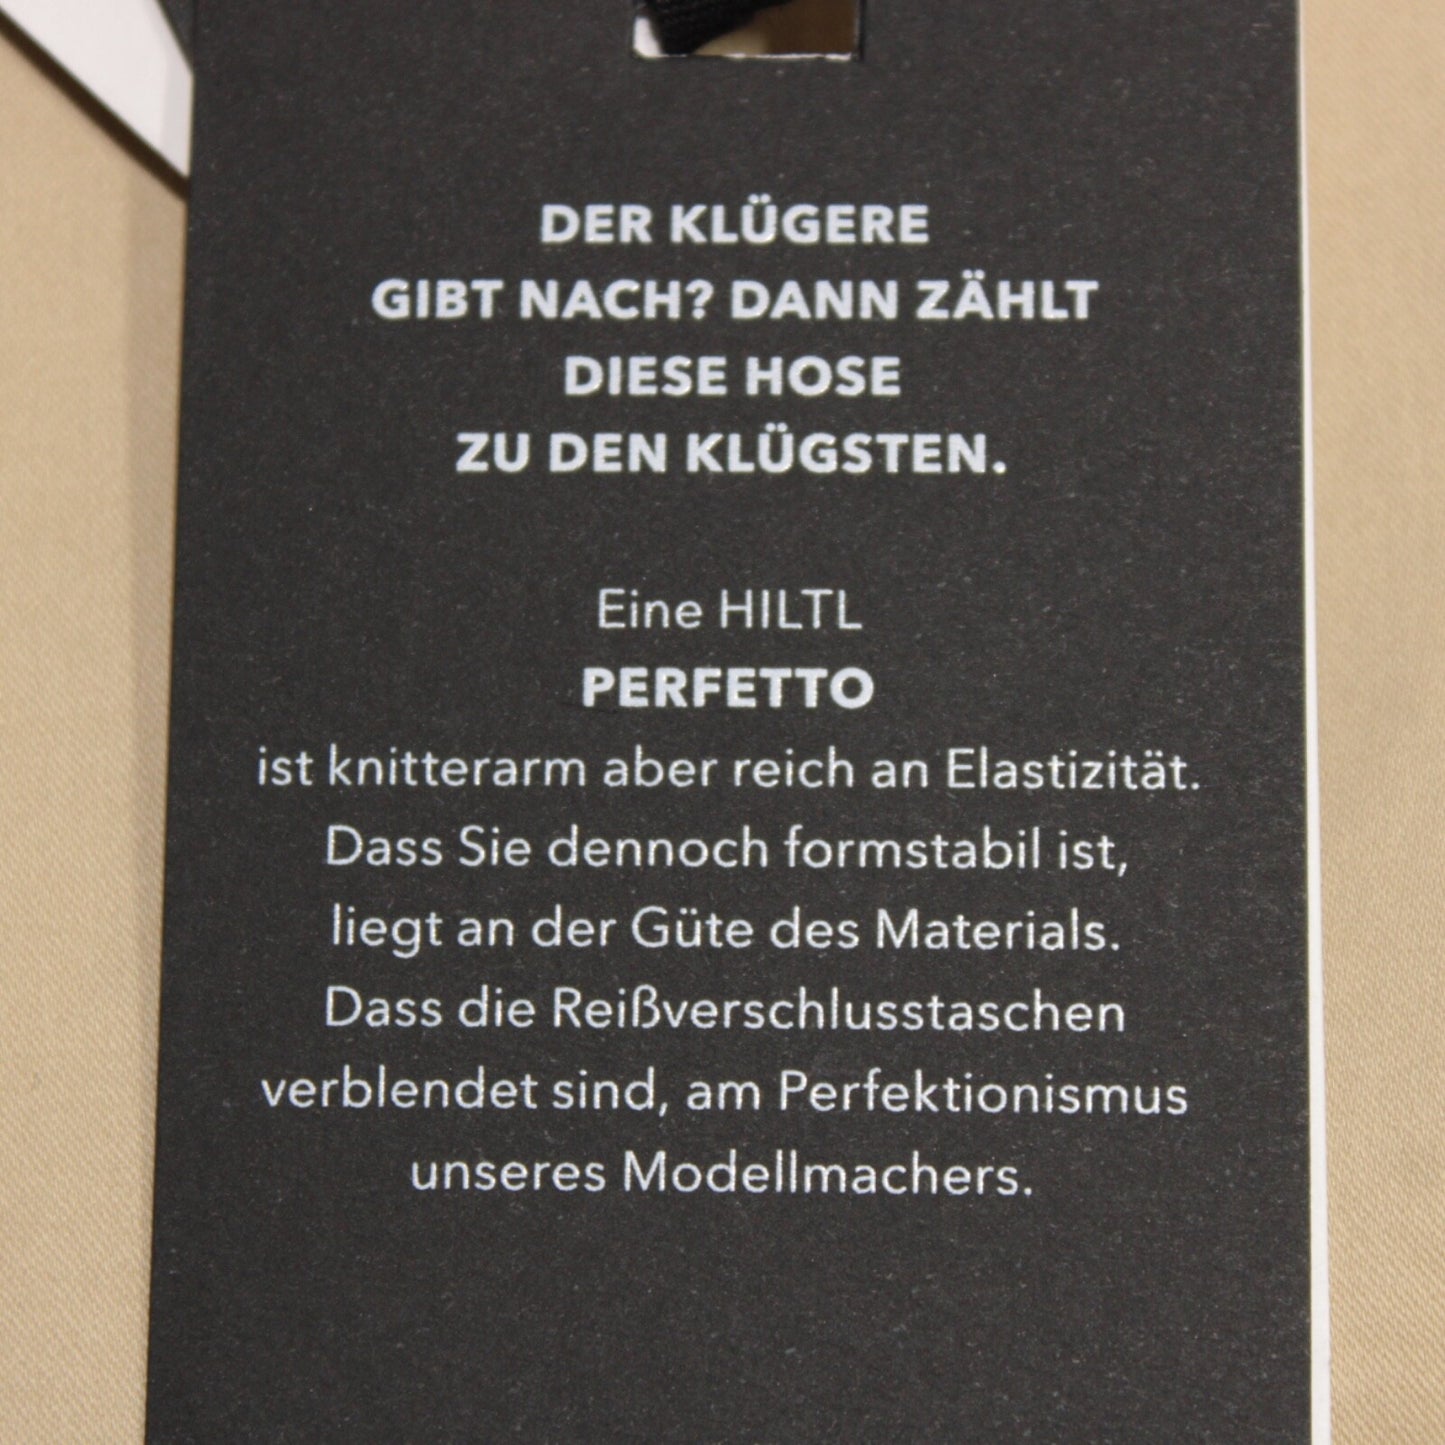 DER KLÜGERE
GIBT NACH? DANN ZÄHLT
DIESE HOSE
ZU DEN KLÜGSTEN.
Eine HILTL
PERFETTO
ist knitterarm aber reich an Elastizität.
Dass Sie dennoch formstabil ist,
liegt an der Güte des Materials.
Dass die Reißverschlusstaschen
verblendet sind, am Perfektionismus
unseres Modellmachers.